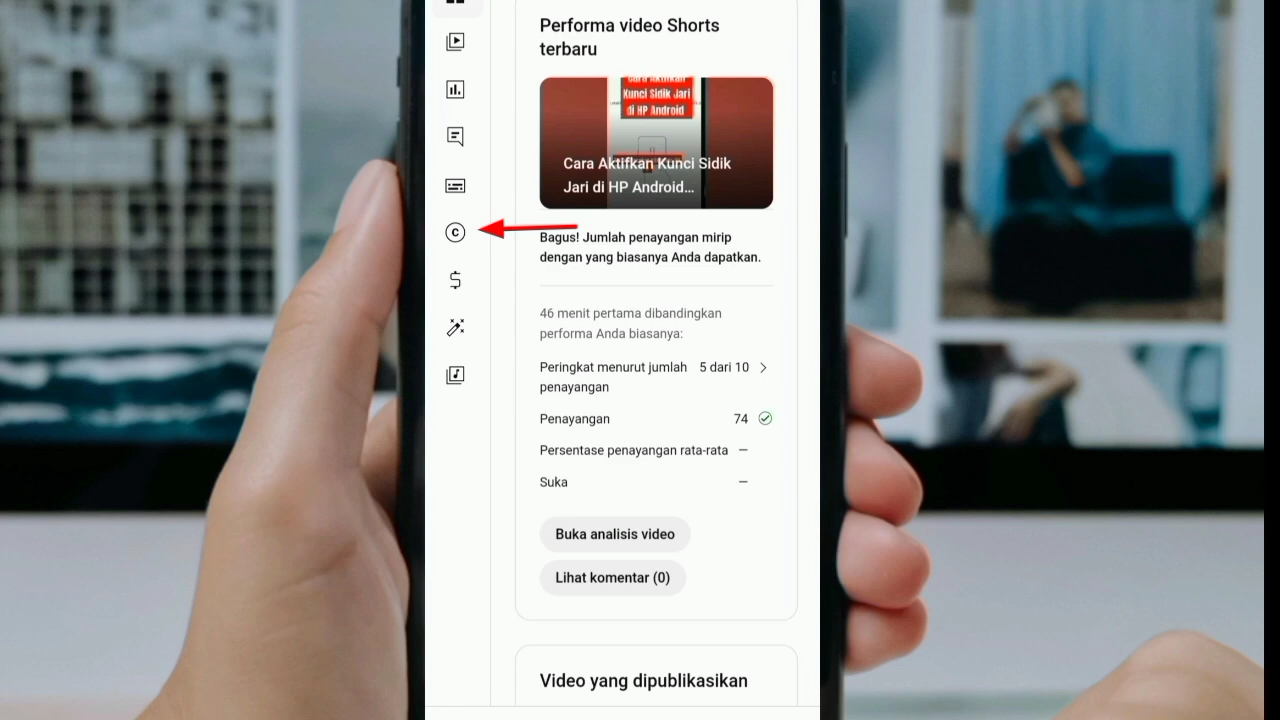 Performa video Shorts
terbaru
Cara Aktifkan
Kunci Sidik Jari
di HP Android
Cara Aktifkan Kunci Sidik
Jari di HP Android...
Bagus! Jumlah penayangan mirip
dengan yang biasanya Anda dapatkan.
46 menit pertama dibandingkan
performa Anda biasanya:
Peringkat menurut jumlah 5 dari 10
penayangan
Penayangan 74
Persentase penayangan rata-rata –
Suka –
Buka analisis video
Lihat komentar (0)
Video yang dipublikasikan